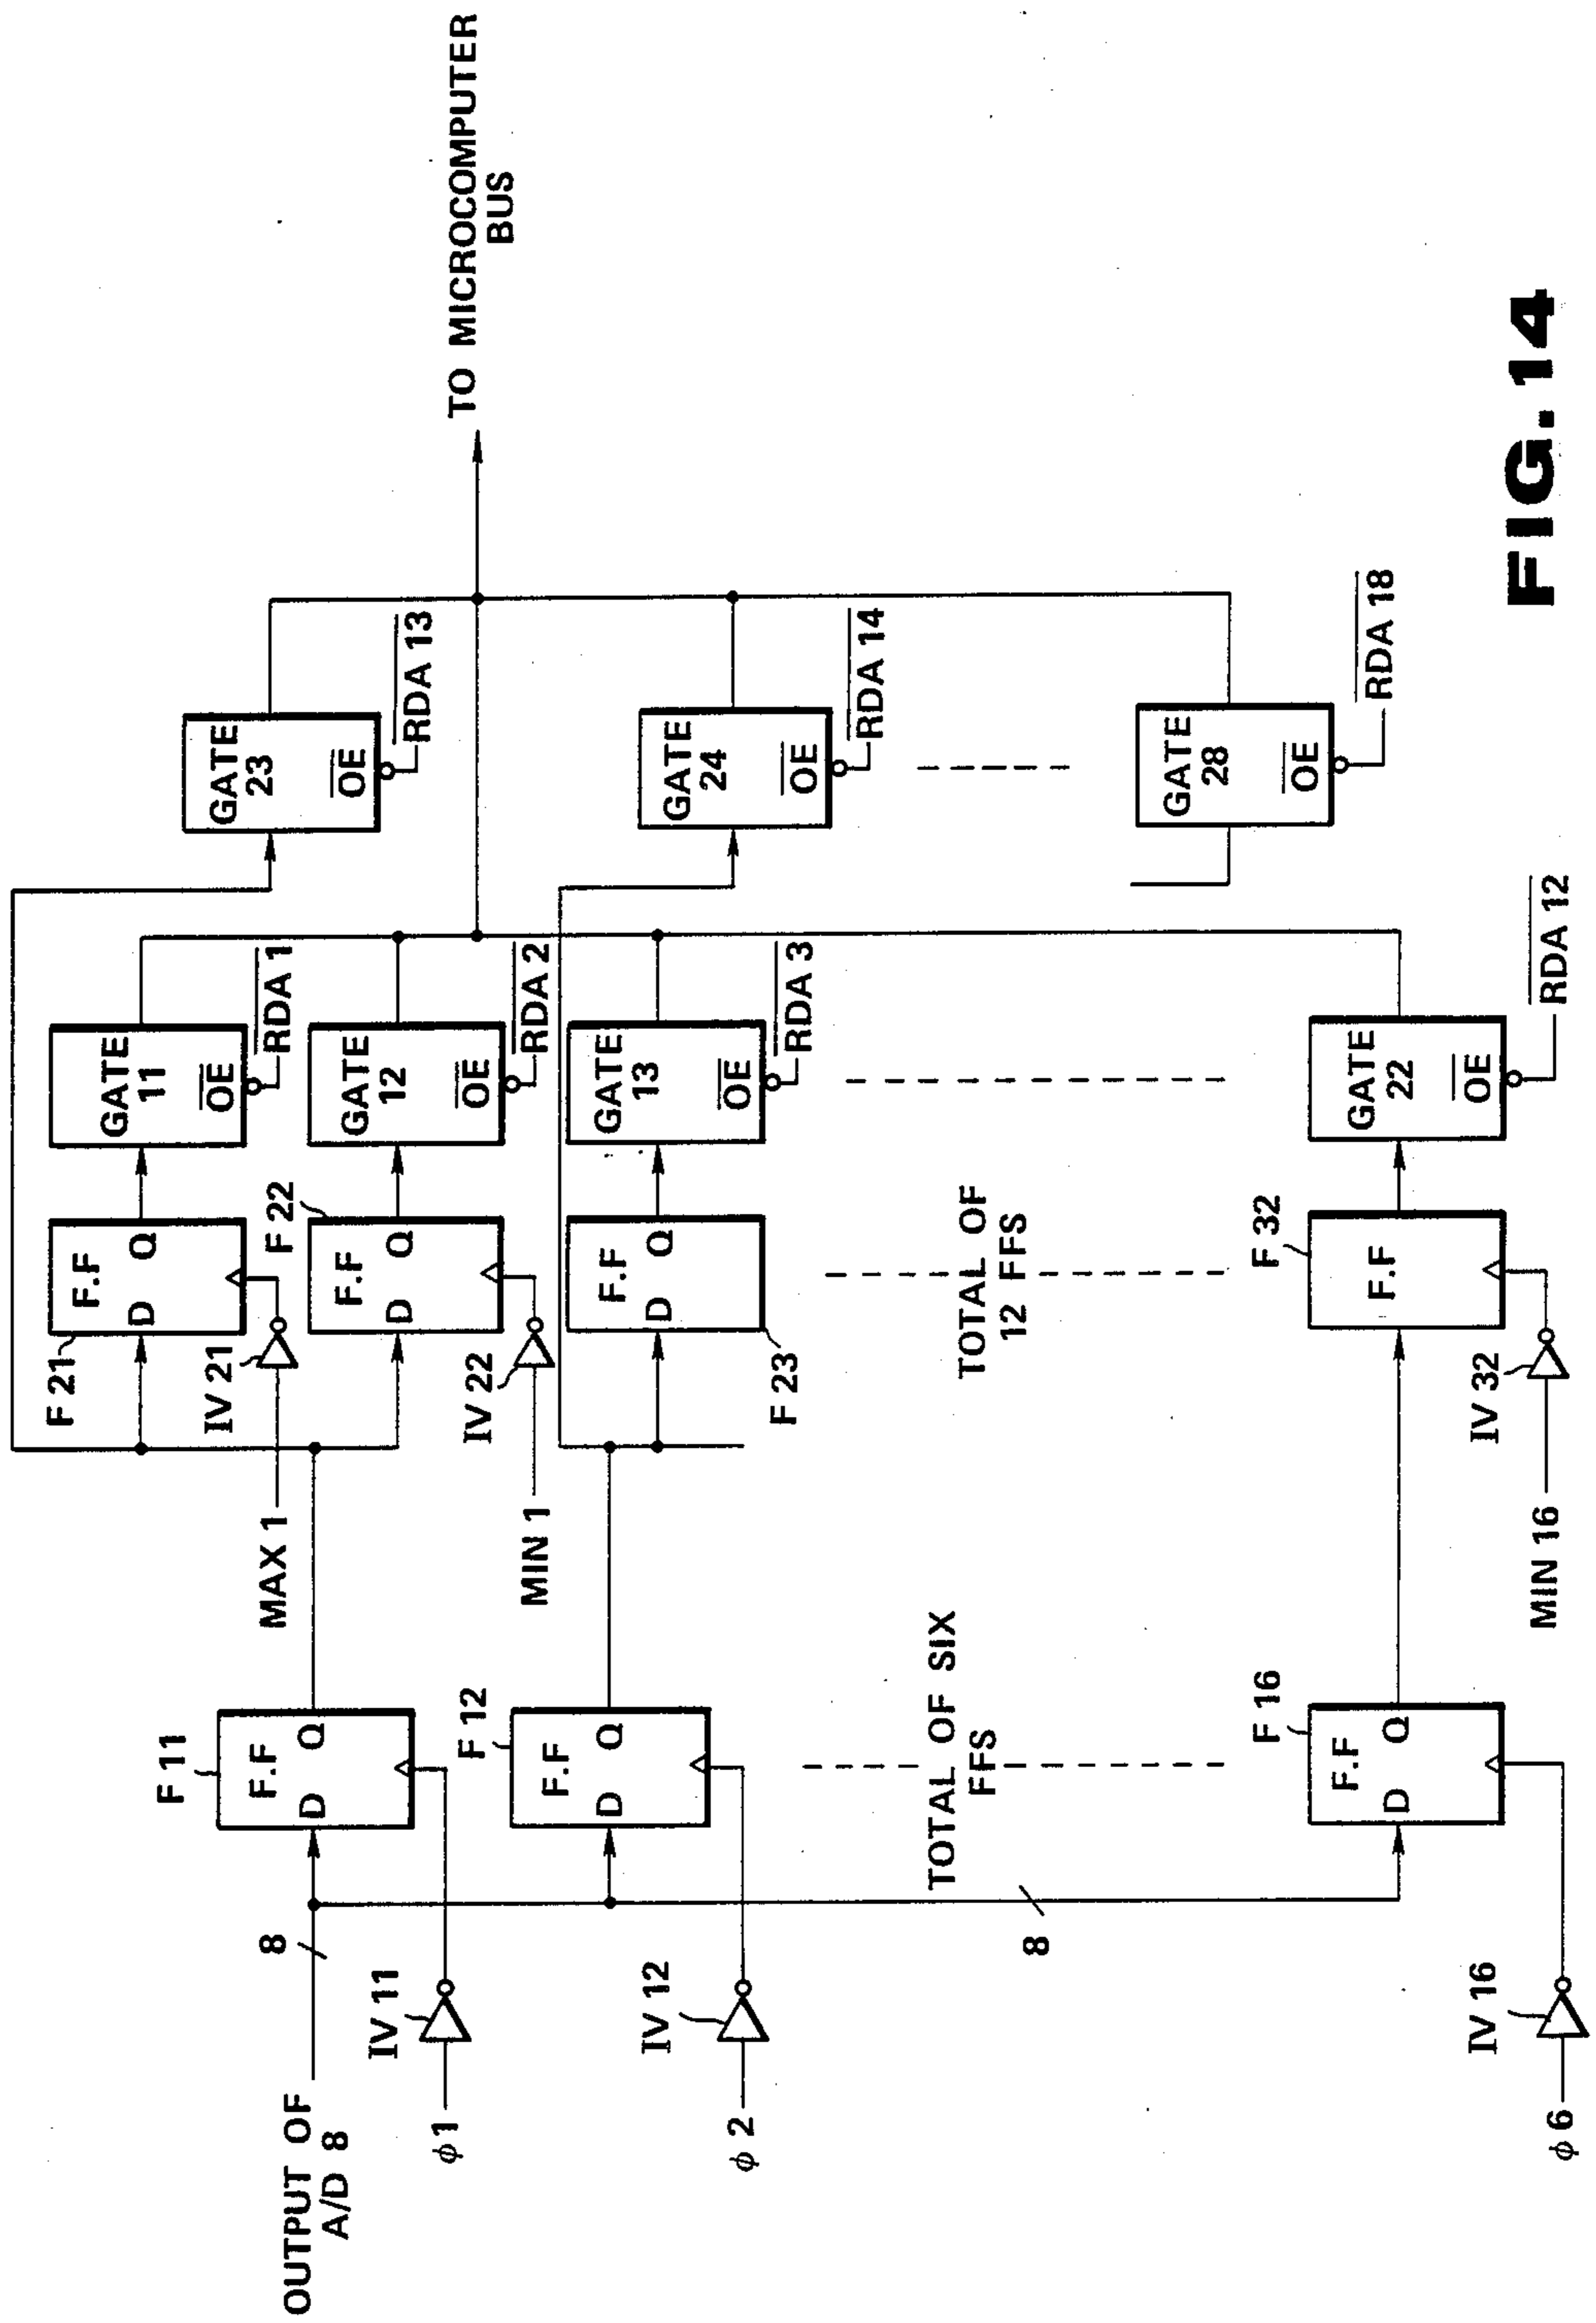 OUTPUT OF
A/D 8
8
φ1
IV 11
φ2
IV 12
φ6
IV 16
8
F 11
F.F
D Q
F 12
F.F
D Q
TOTAL OF SIX
FFS
F 16
F.F
D Q
MAX 1
IV 21
F 21
F.F
D Q
MIN 1
IV 22
F 22
F.F
D Q
F 23
F.F
D Q
TOTAL OF
12 FFS
MIN 16
IV 32
F 32
F.F
GATE
11
OE
RDA 1
GATE
12
OE
RDA 2
GATE
13
OE
RDA 3
GATE
22
OE
RDA 12
GATE
23
OE
RDA 13
GATE
24
OE
RDA 14
GATE
28
OE
RDA 18
TO MICROCOMPUTER
BUS
FIG. 14